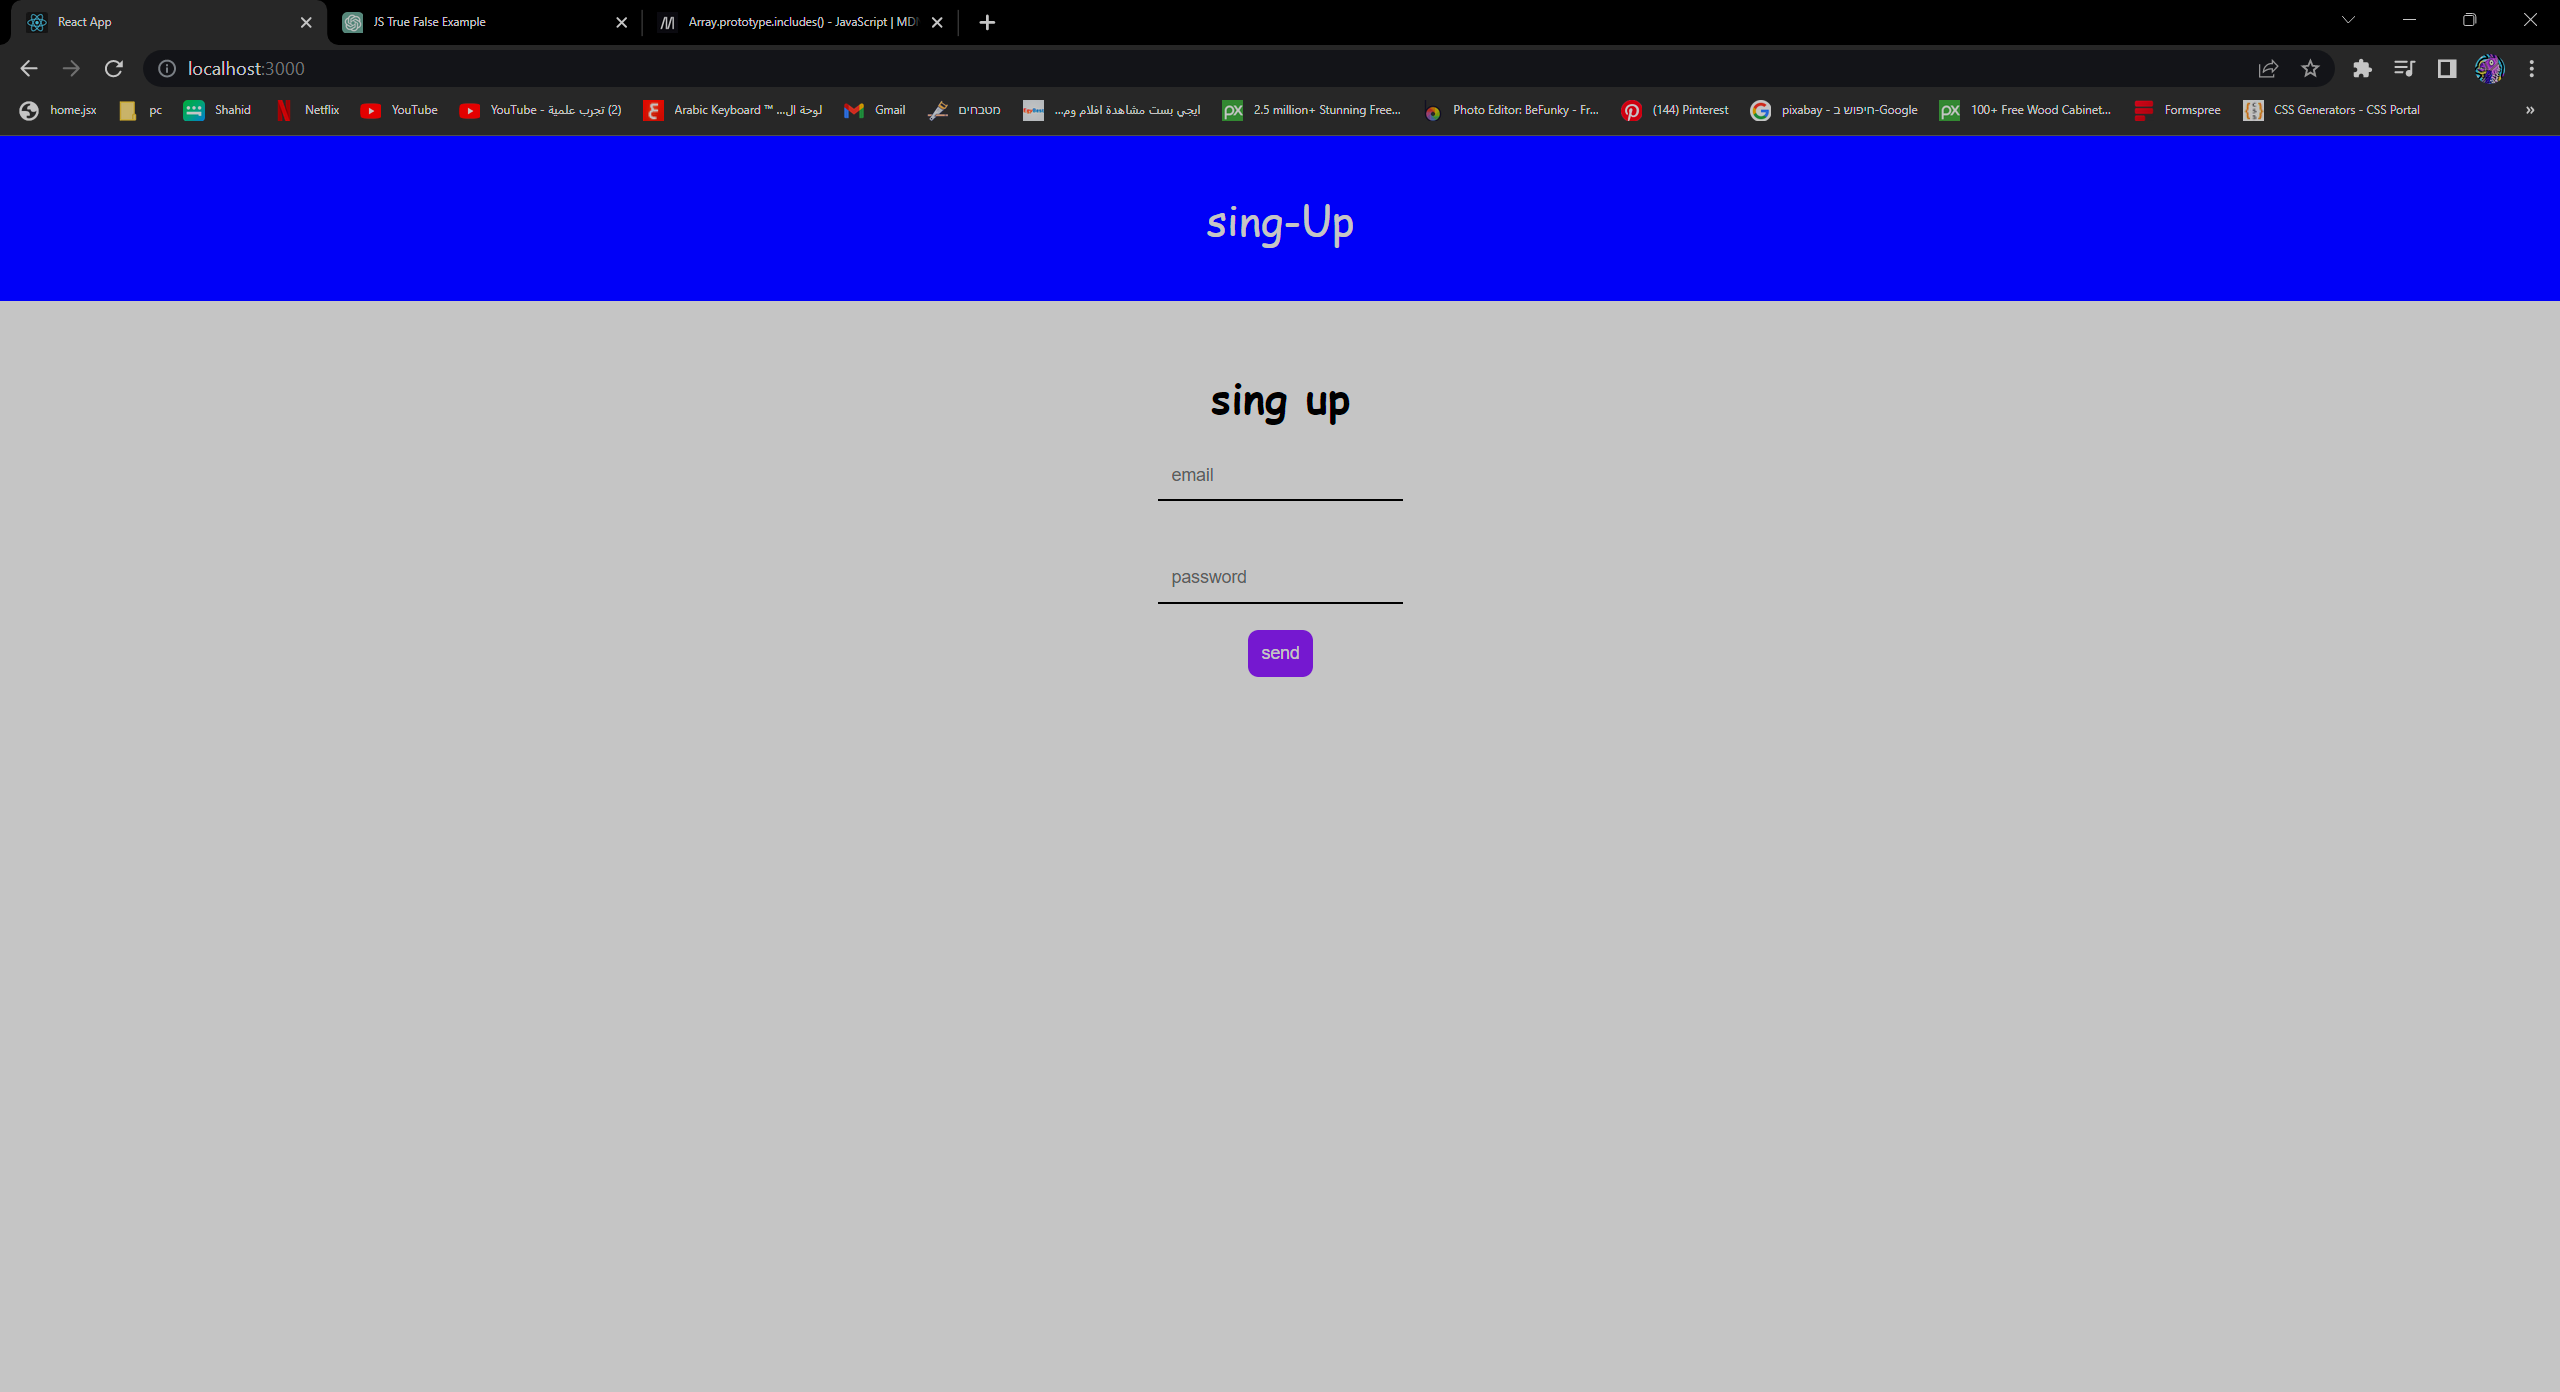 React App
JS True False Example
Array.prototype.includes() - JavaScript | MD
localhost:3000
home.jsx
pc
Shahid
Netflix
YouTube
YouTube - تجرب علمية (2)
Arabic Keyboard ™ لوحة ال...
Gmail
מטבחים
ايجي بست مشاهدة افلام وم...
2.5 million+ Stunning Free...
Photo Editor: BeFunky - Fr...
(144) Pinterest
pixabay - חיפוש ב-Google
100+ Free Wood Cabinet...
Formspree
CSS Generators - CSS Portal
sing-Up
sing up
email
password
send